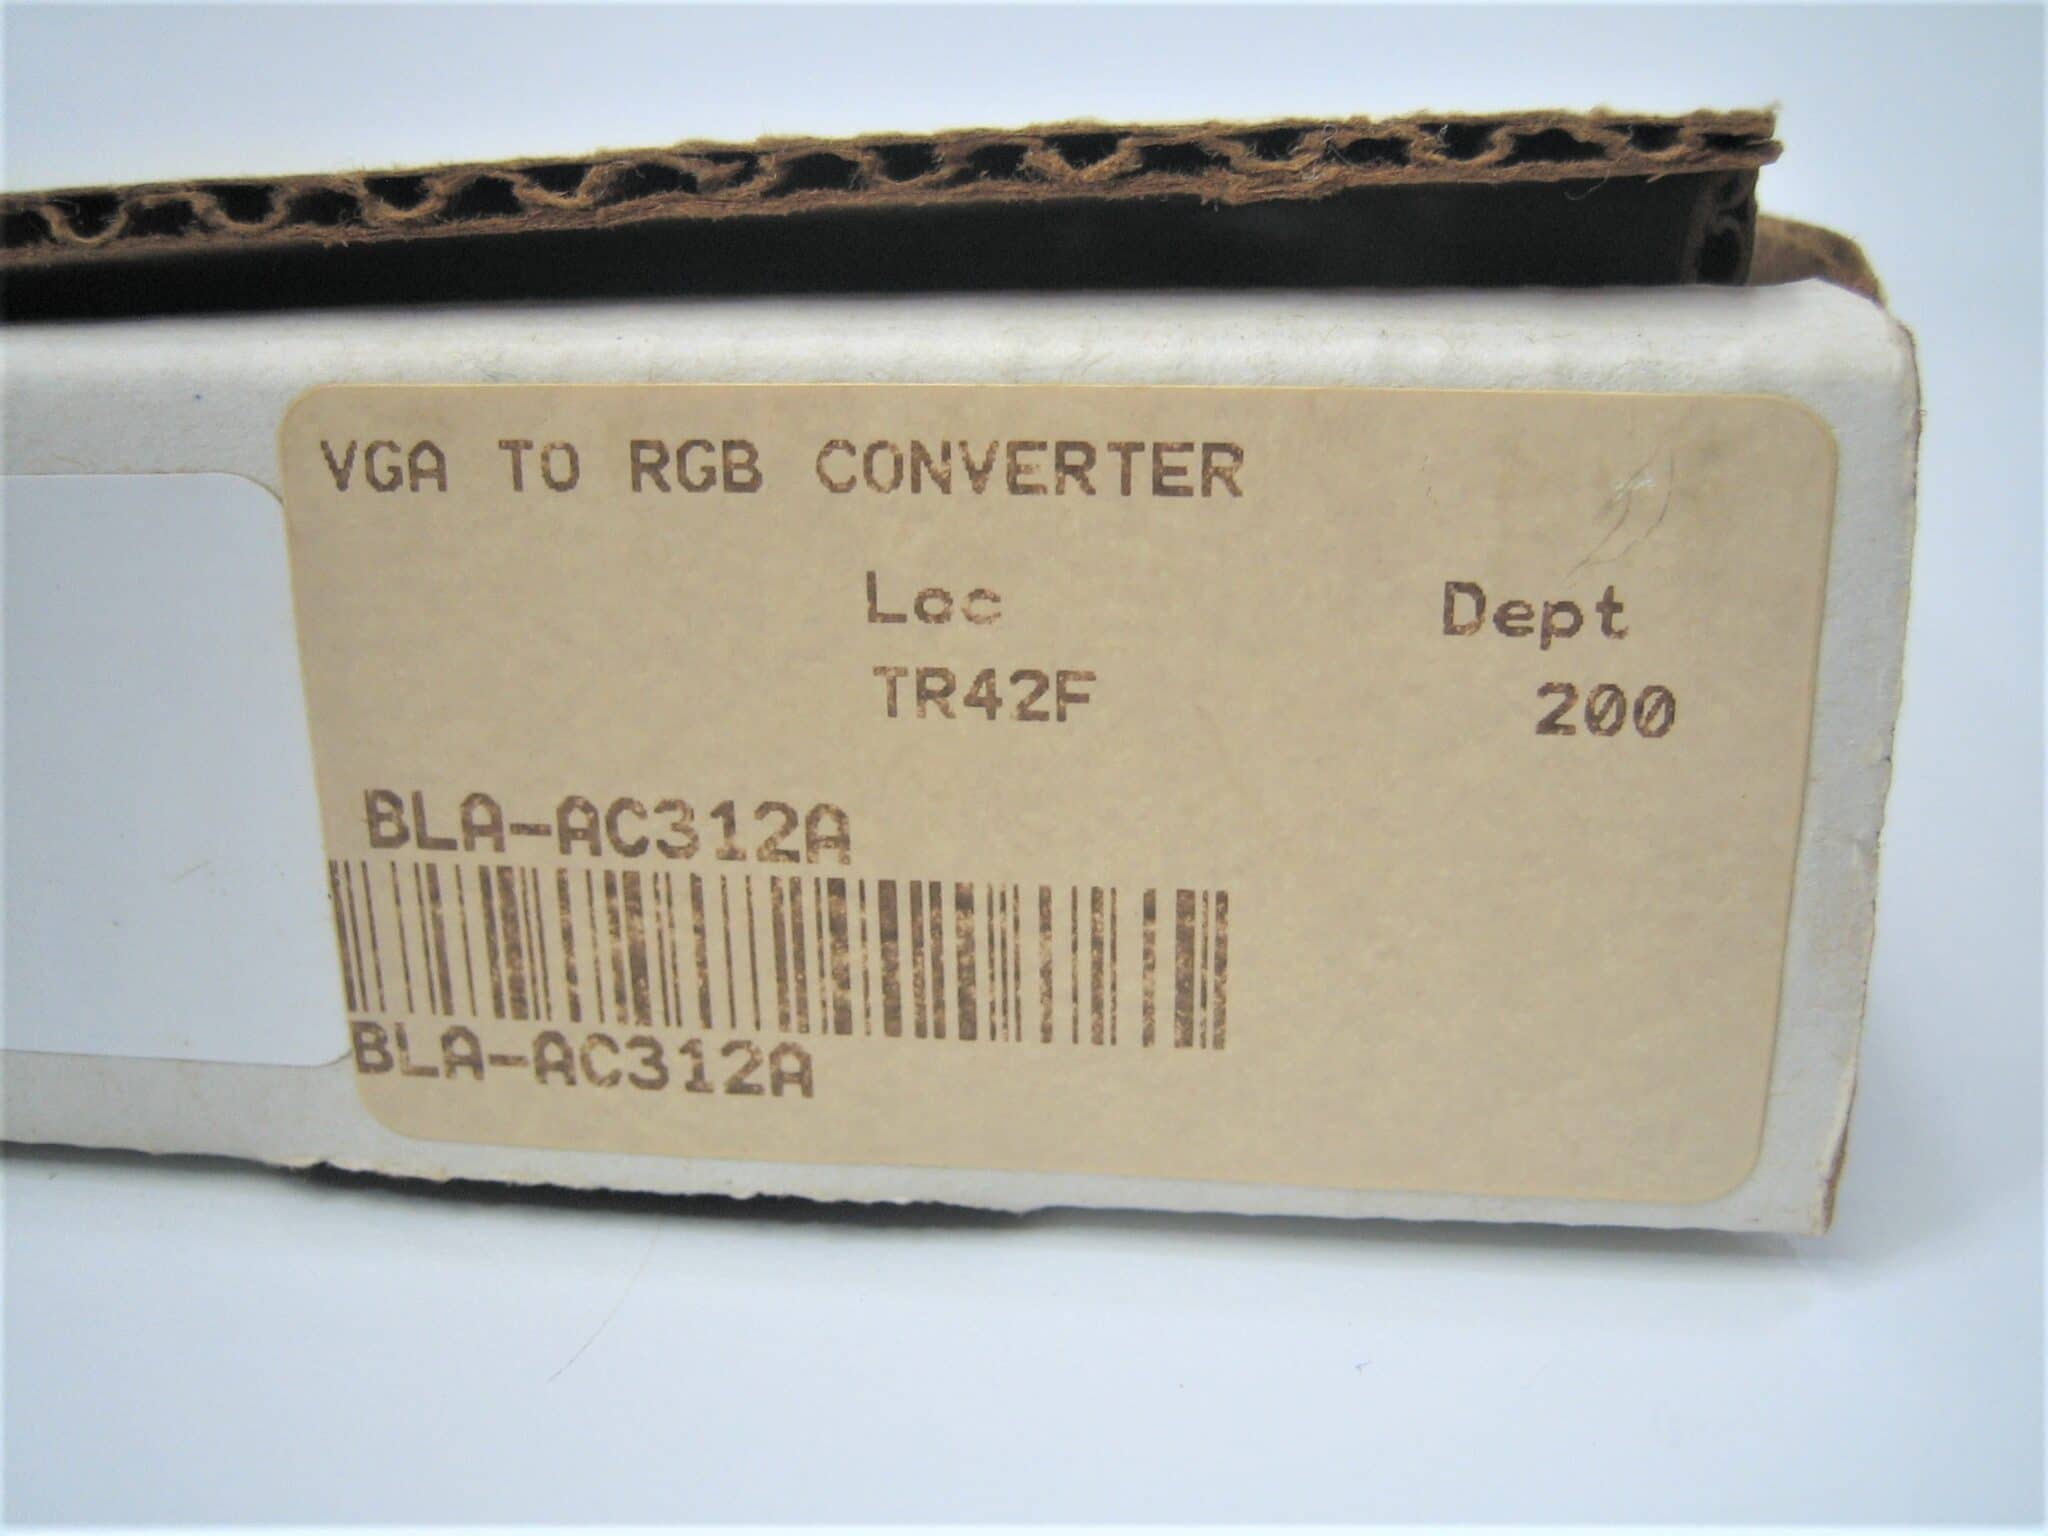 VGA TO RGB CONVERTER
Loc Dept
TR42F 200
BLA-AC312A
BLA-AC312A